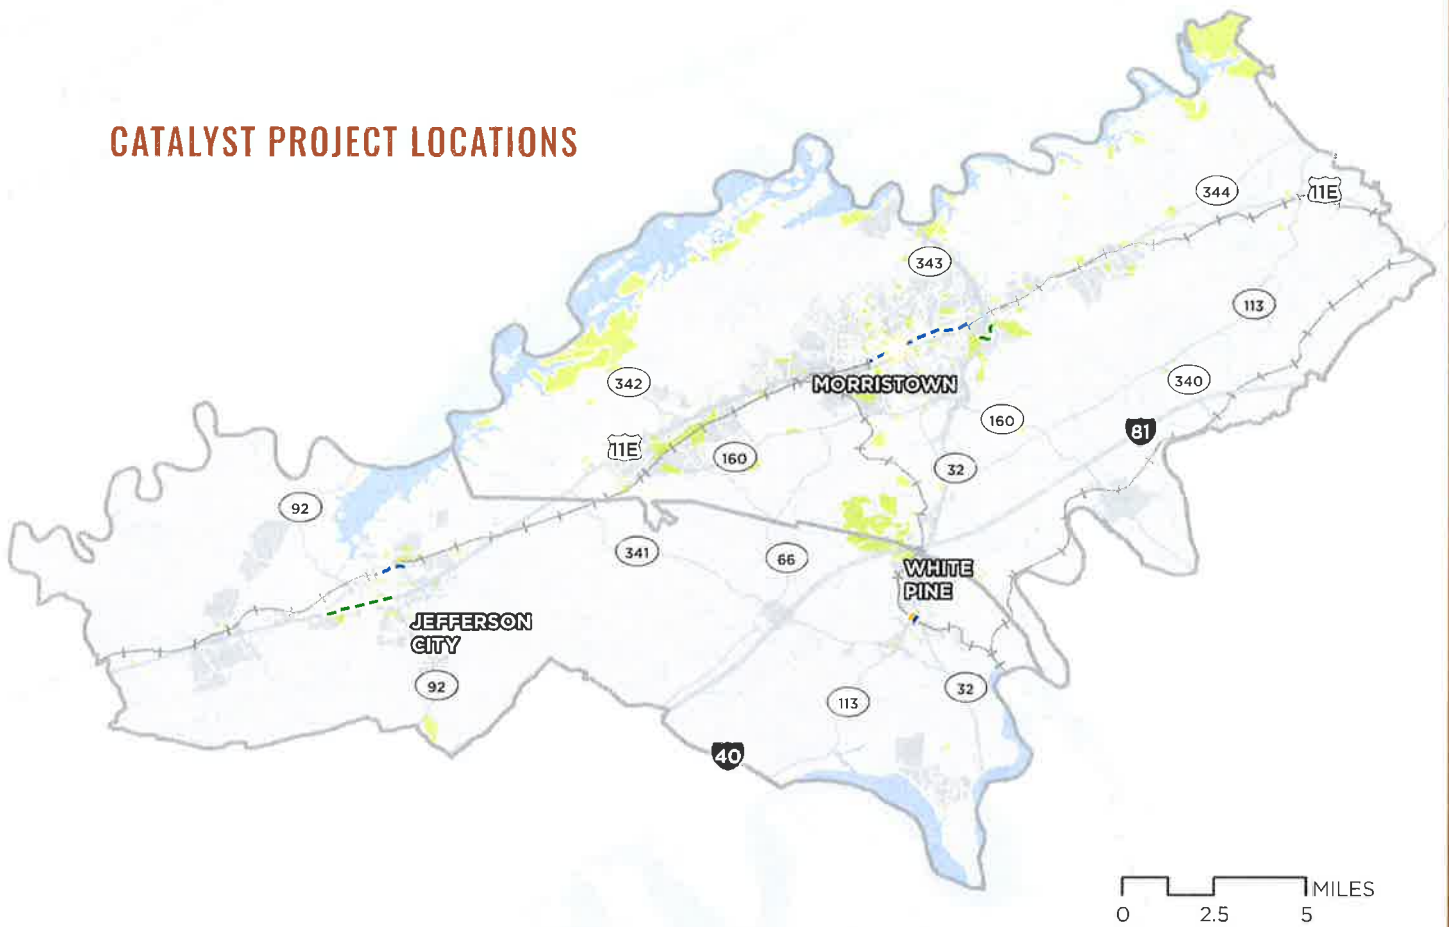 CATALYST PROJECT LOCATIONS
344
11E
343
113
342
340
MORRISTOWN
160
81
11E
160
32
92
341
66
WHITE
PINE
JEFFERSON
CITY
92
113
32
40
MILES
0 2.5 5